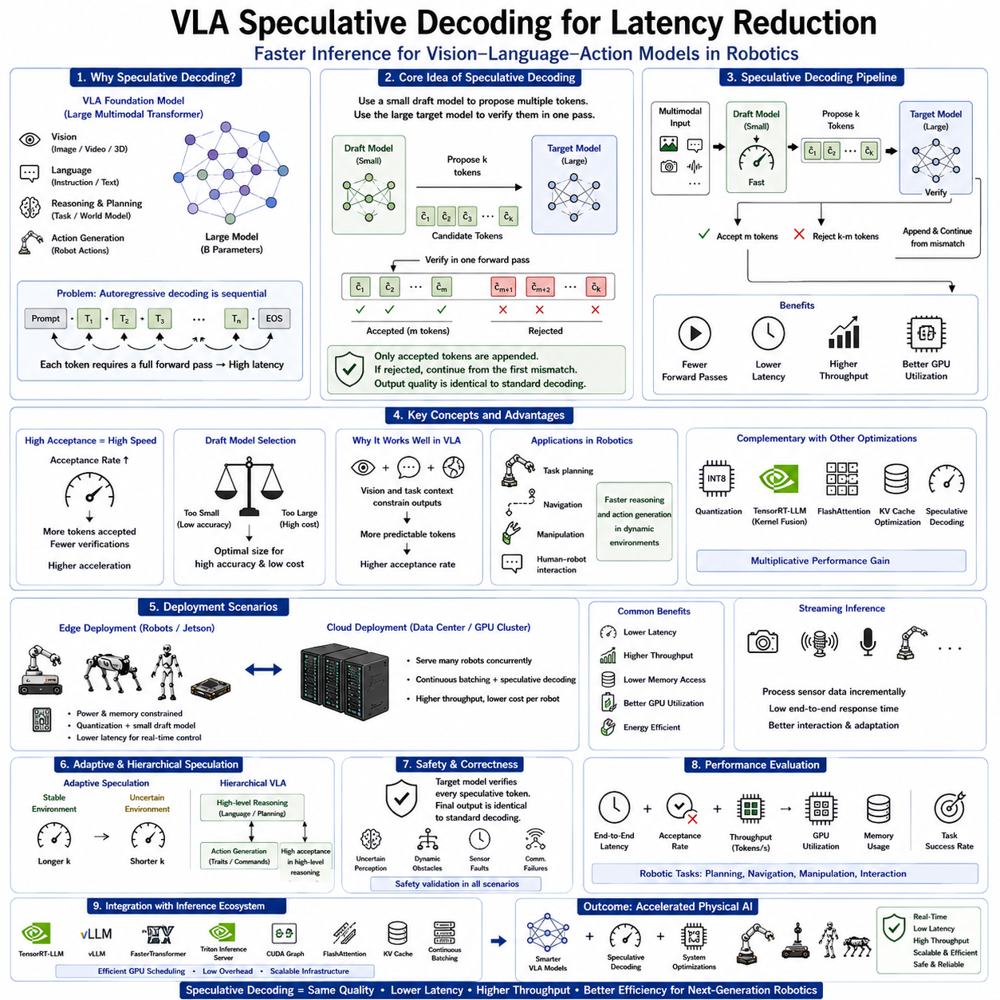 VLA Speculative Decoding for Latency Reduction
Faster Inference for Vision–Language–Action Models in Robotics
1. Why Speculative Decoding?
VLA Foundation Model
(Large Multimodal Transformer)
Vision
(Image / Video / 3D)
Language
(Instruction / Text)
Reasoning & Planning
(Task / World Model)
Action Generation
(Robot Actions)
Large Model
(B Parameters)
Problem: Autoregressive decoding is sequential
Prompt T1 T2 T3 ... Tn EOS
Each token requires a full forward pass → High latency
2. Core Idea of Speculative Decoding
Use a small draft model to propose multiple tokens.
Use the large target model to verify them in one pass.
Draft Model
(Small)
Propose k
tokens
ĉ1 ĉ2 ĉ3 ... ĉk
Candidate Tokens
Target Model
(Large)
Verify in one forward pass
ĉ1 ĉ2 ... ĉm ĉm+1 ĉm+2 ... ĉk
✓ ✓ ✓ ✕ ✕ ✕
Accepted (m tokens)
Rejected
Only accepted tokens are appended.
If rejected, continue from the first mismatch.
Output quality is identical to standard decoding.
3. Speculative Decoding Pipeline
Multimodal
Input
...
Draft Model
(Small)
Fast
Propose k
Tokens
ĉ1 ĉ2 ... ĉk
Target Model
(Large)
Verify
✓ Accept m tokens
✕ Reject k-m tokens
Append & Continue
from mismatch
Benefits
Fewer
Forward Passes
Lower
Latency
Higher
Throughput
Better GPU
Utilization
4. Key Concepts and Advantages
High Acceptance = High Speed
Acceptance Rate ↑
More tokens accepted
Fewer verifications
Higher acceleration
Draft Model Selection
Too Small
(Low accuracy)
Too Large
(High cost)
Optimal size for
high accuracy & low cost
Why It Works Well in VLA
+ +
Vision and task context
constrain outputs
More predictable tokens
Higher acceptance rate
Applications in Robotics
Task planning
Navigation
Manipulation
Human–robot
interaction
Faster reasoning
and action generation
in dynamic
environments
Complementary with Other Optimizations
INT8
Quantization
TensorRT-LLM
(Kernel Fusion)
FlashAttention
KV Cache
Optimization
Speculative
Decoding
Multiplicative Performance Gain
5. Deployment Scenarios
Edge Deployment (Robots / Jetson)
• Power & memory constrained
• Quantization + small draft model
• Lower latency for real-time control
Cloud Deployment (Data Center / GPU Cluster)
• Serve many robots concurrently
• Continuous batching + speculative decoding
• Higher throughput, lower cost per robot
Common Benefits
Lower Latency
Higher Throughput
Lower Memory Access
Better GPU Utilization
Energy Efficient
Streaming Inference
...
Process sensor data incrementally
Low end-to-end response time
Better interaction & adaptation
6. Adaptive & Hierarchical Speculation
Adaptive Speculation
Stable
Environment
Longer k
→
Uncertain
Environment
Shorter k
Hierarchical VLA
High-level Reasoning
(Language / Planning)
Action Generation
(Traits / Commands)
High acceptance
in high-level
reasoning
7. Safety & Correctness
Target model verifies
every speculative token.
Final output is identical
to standard decoding.
Uncertain
Perception
Dynamic
Obstacles
Sensor
Faults
Comm.
Failures
Safety validation in all scenarios
8. Performance Evaluation
+ + →
End-to-End
Latency
Acceptance
Rate
Throughput
(Tokens/s)
GPU
Utilization
Memory
Usage
Task
Success Rate
Robotic Tasks: Planning, Navigation, Manipulation, Interaction
9. Integration with Inference Ecosystem
TensorRT-LLM
vLLM
vLLM
FasterTransformer
Triton Inference
Server
CUDA Graph
FlashAttention
KV Cache
Continuous
Batching
Efficient GPU Scheduling • Low Overhead • Scalable Infrastructure
Outcome: Accelerated Physical AI
+ +
Smarter
VLA Models
Speculative
Decoding
System
Optimizations
Real-Time
Low Latency
High Throughput
Scalable & Efficient
Safe & Reliable
Speculative Decoding = Same Quality • Lower Latency • Higher Throughput • Better Efficiency for Next-Generation Robotics